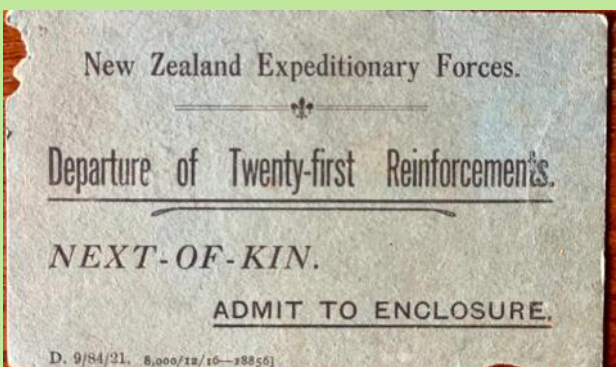 New Zealand Expeditionary Forces.
Departure of Twenty-first Reinforcements.
NEXT-OF-KIN.
ADMIT TO ENCLOSURE.
D. 9/84/21. 8,000/12/16—18856]